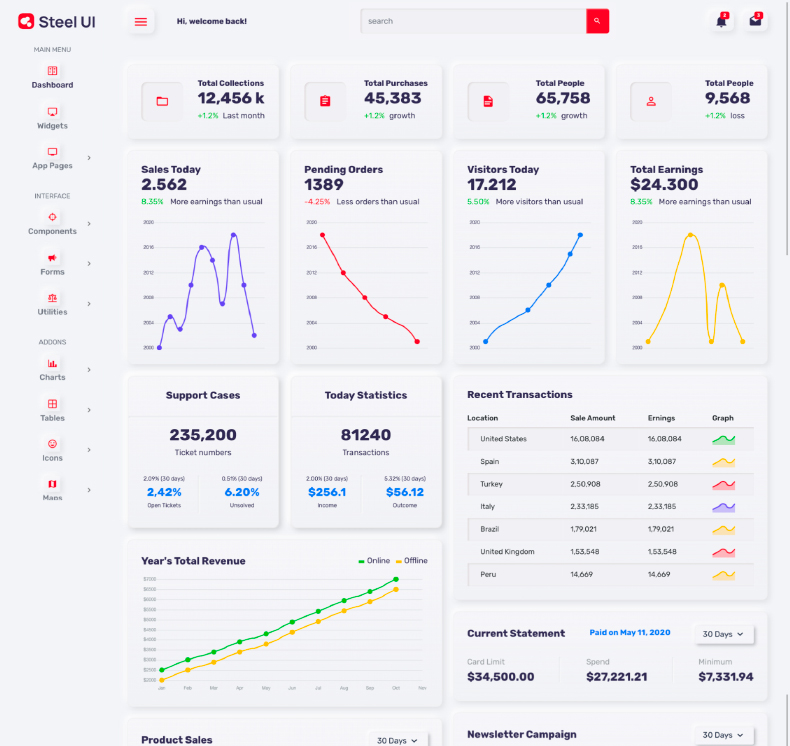 Steel UI
Hi, welcome back!
search
2
3
MAIN MENU
Dashboard
Widgets
App Pages
INTERFACE
Components
Forms
Utilities
ADDONS
Charts
Tables
Icons
Maps
Total Collections
12,456 k
+1.2% Last month
Total Purchases
45,383
+1.2% growth
Total People
65,758
+1.2% growth
Total People
9,568
+1.2% loss
Sales Today
2.562
8.35% More earnings than usual
2020
2016
2012
2008
2004
2000
Pending Orders
1389
-4.25% Less orders than usual
2020
2016
2012
2008
2004
2000
Visitors Today
17.212
5.50% More visitors than usual
2020
2016
2012
2008
2004
2000
Total Earnings
$24.300
8.35% More earnings than usual
2020
2016
2012
2008
2004
2000
Support Cases
235,200
Ticket numbers
2.09% (30 days) 0.51% (30 days)
2,42% 6.20%
Open Tickets Unsolved
Today Statistics
81240
Transactions
2.00% (30 days) 5.32% (30 days)
$256.1 $56.12
Income Outcome
Recent Transactions
Location Sale Amount Ernings Graph
United States 16,08,084 16,08,084
Spain 3,10,087 3,10,087
Turkey 2,50,908 2,50,908
Italy 2,33,185 2,33,185
Brazil 1,79,021 1,79,021
United Kingdom 1,53,548 1,53,548
Peru 14,669 14,669
Year's Total Revenue
Online Offline
$7000
$6500
$6000
$5500
$5000
$4500
$4000
$3500
$3000
$2500
$2000
Jan Feb Mar Apr May Jun Jul Aug Sep Oct Nov
Current Statement Paid on May 11, 2020 30 Days
Card Limit Spend Minimum
$34,500.00 $27,221.21 $7,331.94
Product Sales 30 Days
Newsletter Campaign 30 Days